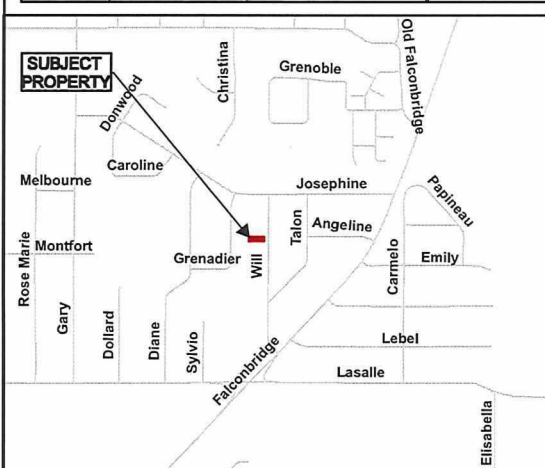 Old Falconbridge
Christina
Grenoble
SUBJECT
PROPERTY
Donwood
Caroline
Melbourne
Josephine
Papineau
Talon
Angeline
Rose Marie
Montfort
Grenadier
Will
Carmelo
Emily
Gary
Dollard
Diane
Sylvio
Falconbridge
Lebel
Lasalle
Elisabella